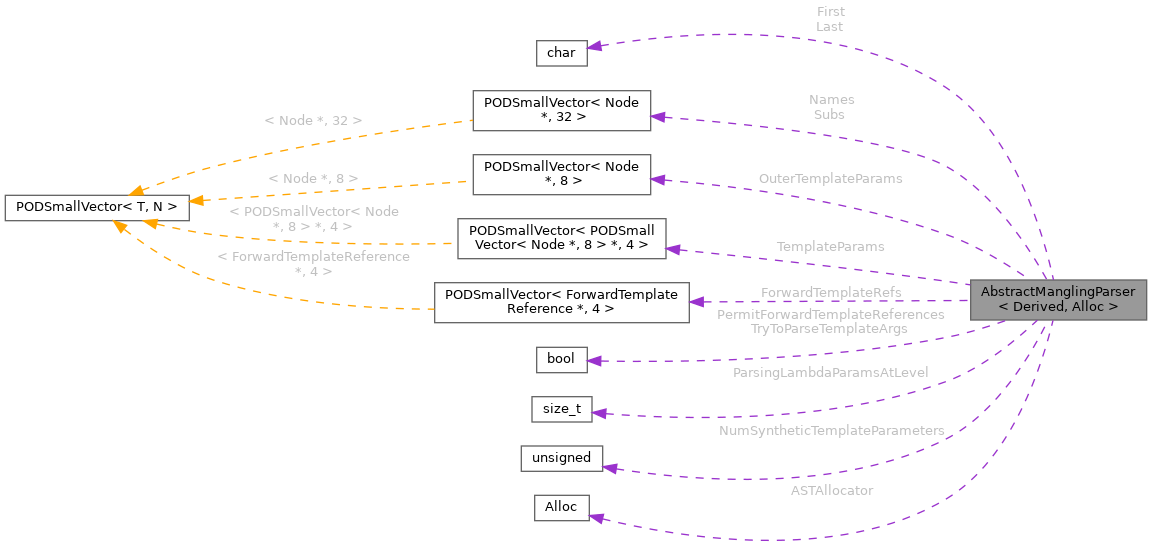 First
Last
char
Names
Subs
PODSmallVector< Node
*, 32 >
< Node *, 32 >
PODSmallVector< Node
*, 8 >
OuterTemplateParams
< Node *, 8 >
PODSmallVector< T, N >
< PODSmallVector< Node
*, 8 > *, 4 >
PODSmallVector< PODSmall
Vector< Node *, 8 > *, 4 >
TemplateParams
< ForwardTemplateReference
*, 4 >
PODSmallVector< ForwardTemplate
Reference *, 4 >
ForwardTemplateRefs
AbstractManglingParser
< Derived, Alloc >
PermitForwardTemplateReferences
TryToParseTemplateArgs
bool
ParsingLambdaParamsAtLevel
size_t
NumSyntheticTemplateParameters
unsigned
ASTAllocator
Alloc